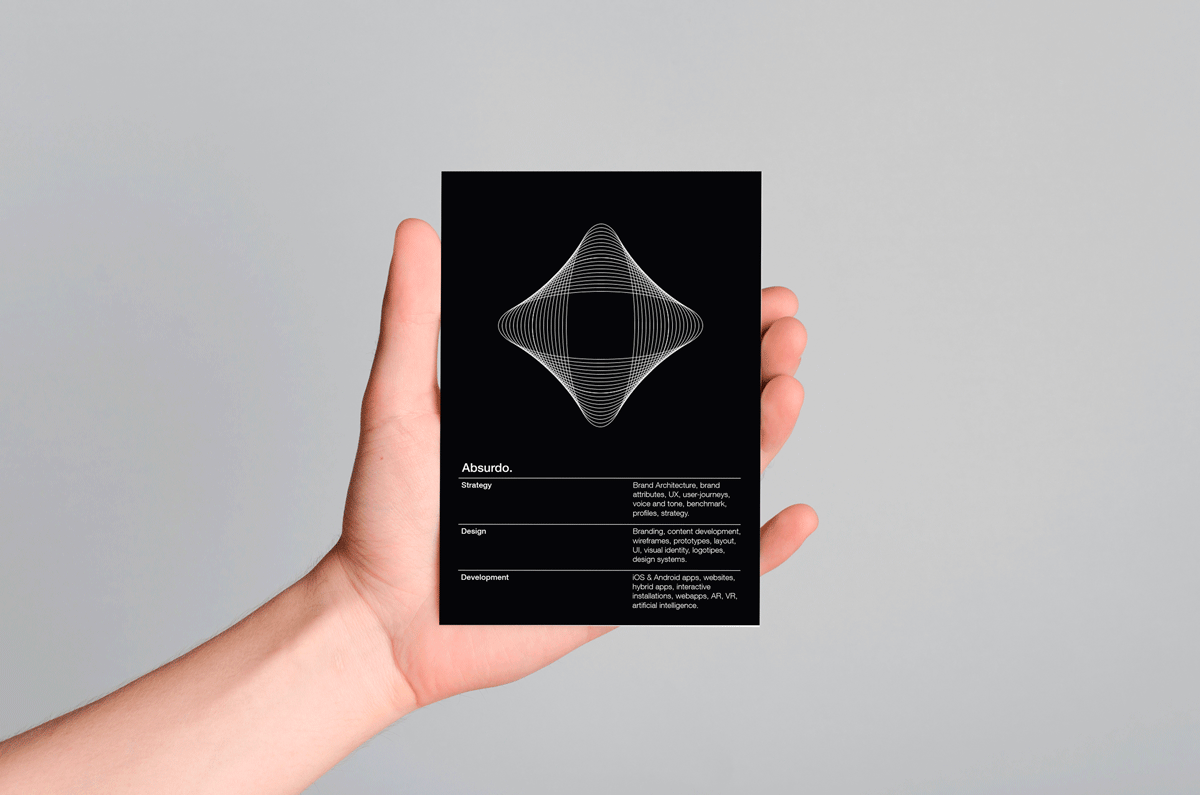 Absurdo.
Strategy
Brand Architecture, brand
attributes, UX, user-journeys,
voice and tone, benchmark,
profiles, strategy.
Design
Branding, content development,
wireframes, prototypes, layout,
UI, visual identity, logotipes,
design systems.
Development
iOS & Android apps, websites,
hybrid apps, interactive
installations, webapps, AR, VR,
artificial intelligence.